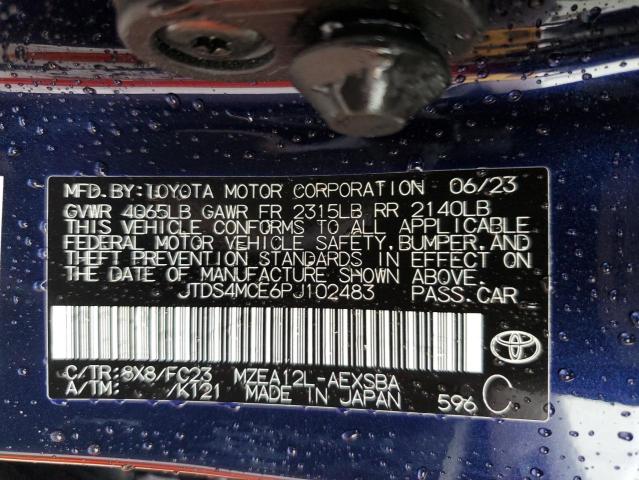 MFD. BY: TOYOTA MOTOR CORPORATION 06/23
GVWR 4065LB GAWR FR 2315LB RR 2140LB
THIS VEHICLE CONFORMS TO ALL APPLICABLE
FEDERAL MOTOR VEHICLE SAFETY, BUMPER, AND
THEFT PREVENTION STANDARDS IN EFFECT ON
THE DATE OF MANUFACTURE SHOWN ABOVE.
JTDS4MCE6PJ102483 PASS. CAR
C/TR: 8X8/FC23 MZEA12L-AEXSBA
A/TM: /K121 MADE IN JAPAN 596 C
TOYOTA